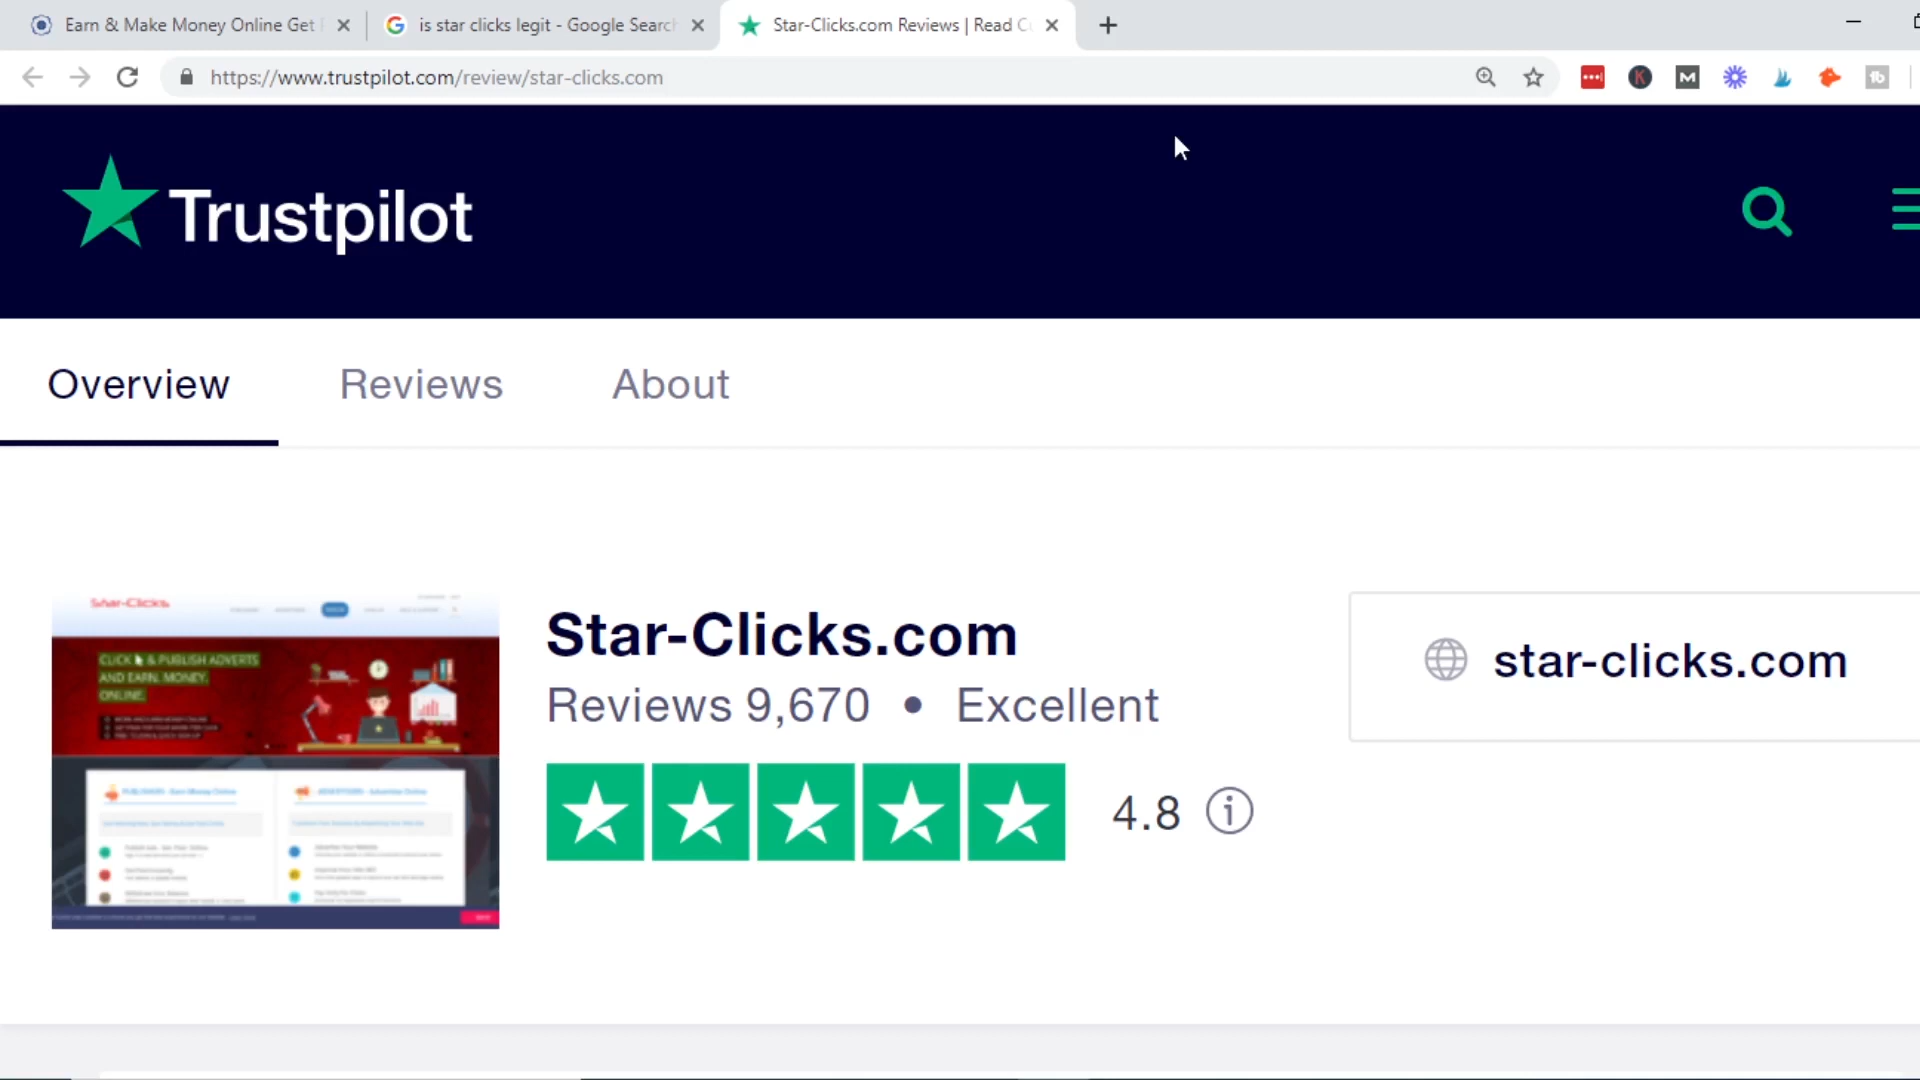 Earn & Make Money Online Get
is star clicks legit - Google Search
Star-Clicks.com Reviews | Read C
https://www.trustpilot.com/review/star-clicks.com
Trustpilot
Overview
Reviews
About
Star-Clicks
CLICK & PUBLISH ADVERTS
AND EARN MONEY
ONLINE.
Star-Clicks.com
Reviews 9,670 • Excellent
4.8
star-clicks.com